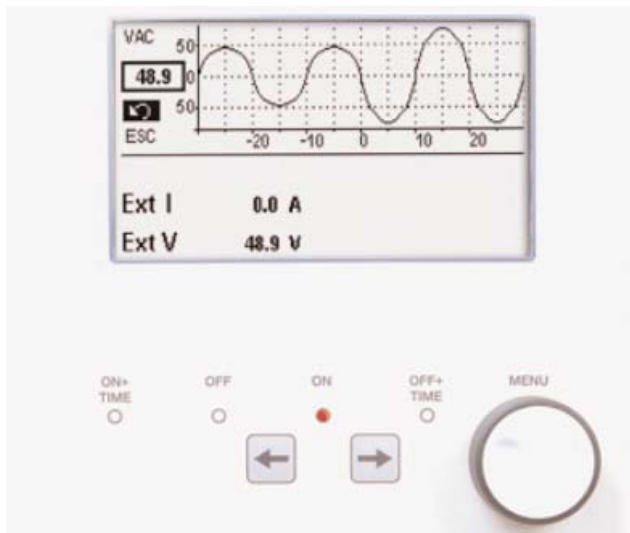 VAC 50
48.9 0
50
ESC -20 -10 0 10 20
Ext I 0.0 A
Ext V 48.9 V
ON+ TIME
OFF
ON
OFF+ TIME
MENU